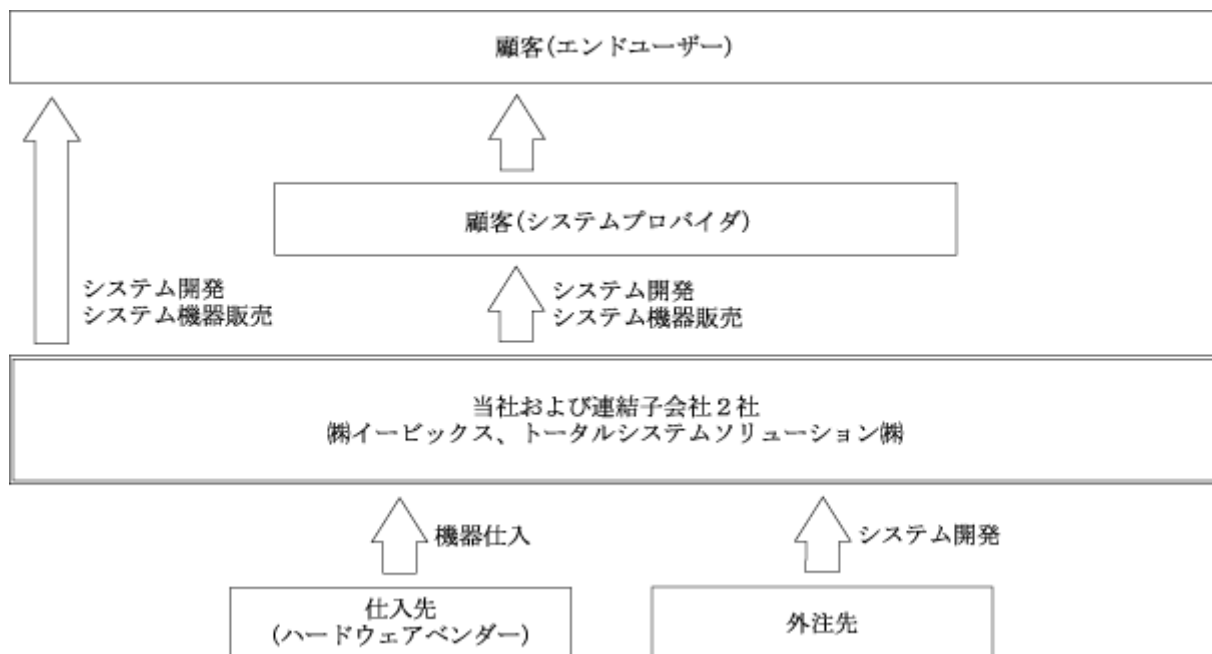 顧客(エンドユーザー)
顧客(システムプロバイダ)
システム開発
システム機器販売
システム開発
システム機器販売
当社および連結子会社２社
㈱イービックス、トータルシステムソリューション㈱
機器仕入
システム開発
仕入先
(ハードウェアベンダー)
外注先